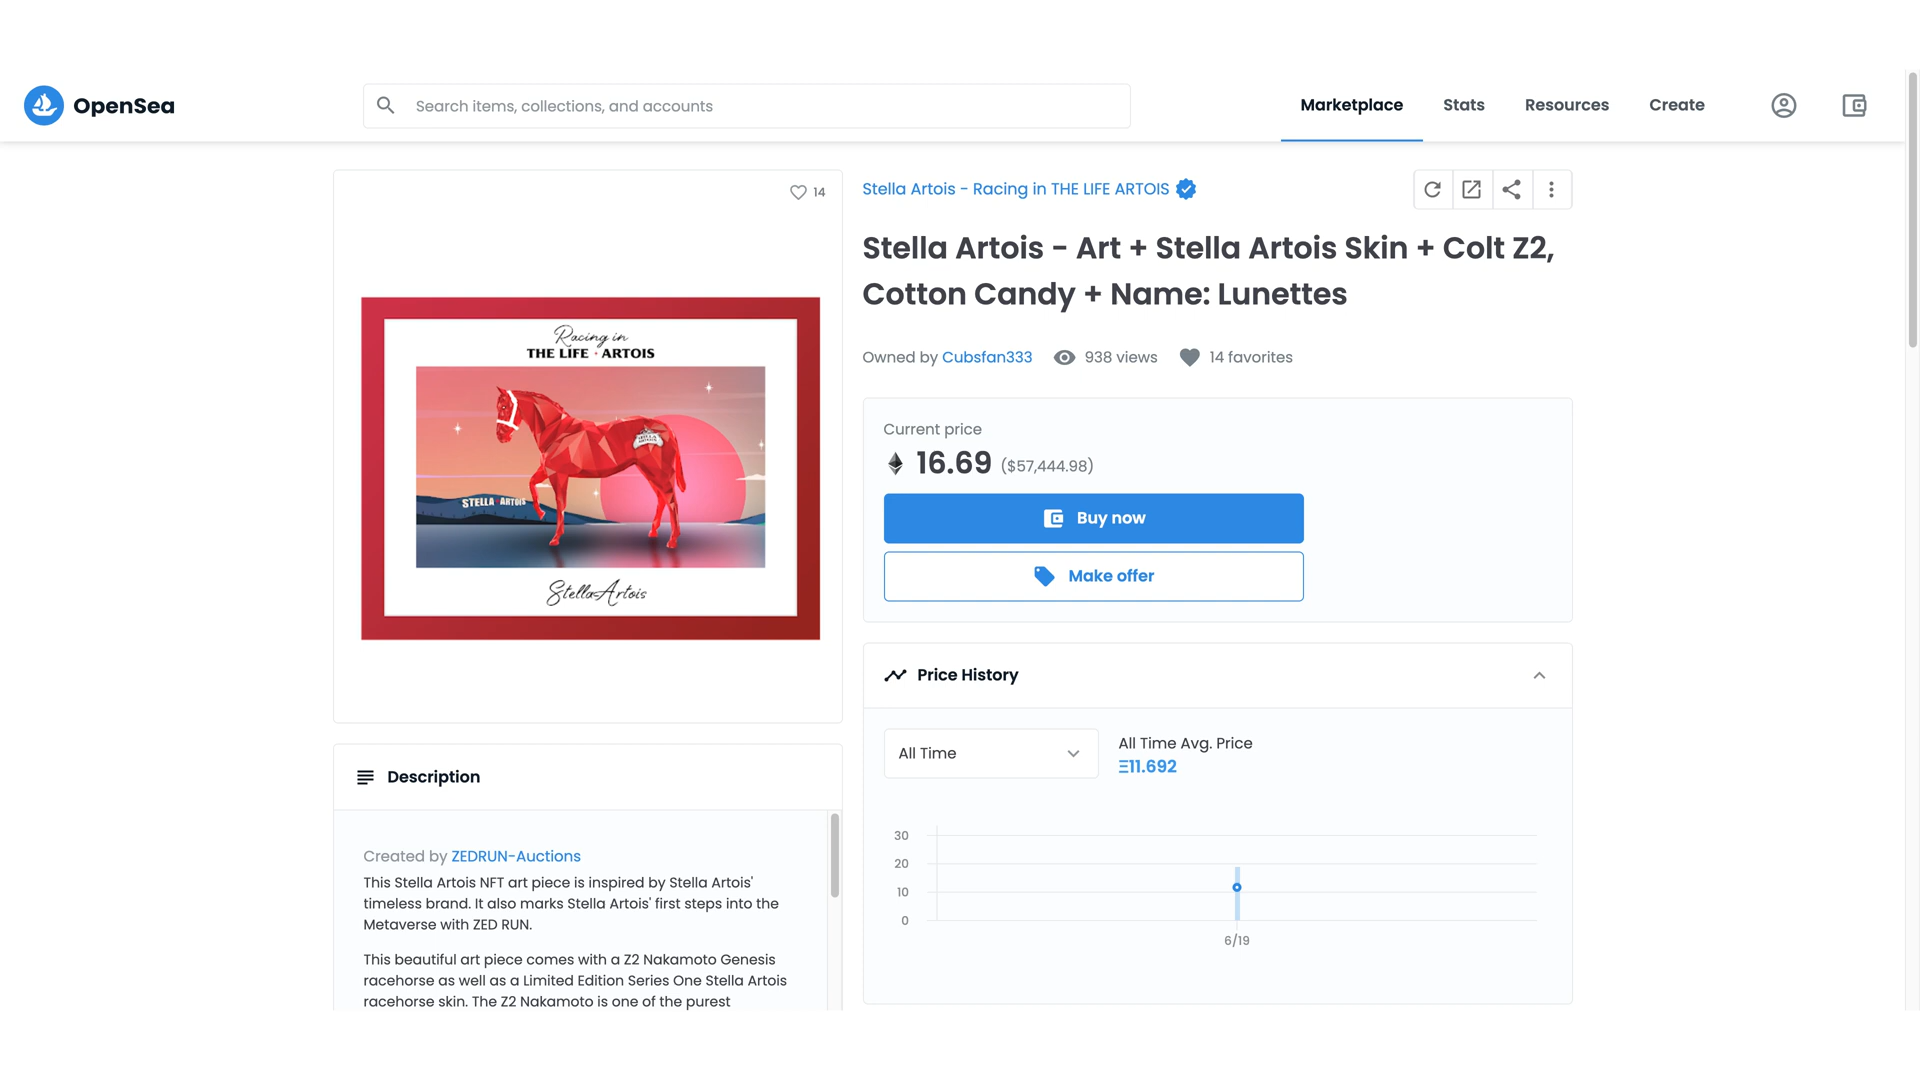 OpenSea
Search items, collections, and accounts
Marketplace
Stats
Resources
Create
14
Racing in
THE LIFE ARTOIS
STELLA ARTOIS
Stella Artois
Description
Created by ZEDRUN-Auctions
This Stella Artois NFT art piece is inspired by Stella Artois'
timeless brand. It also marks Stella Artois' first steps into the
Metaverse with ZED RUN.
This beautiful art piece comes with a Z2 Nakamoto Genesis
racehorse as well as a Limited Edition Series One Stella Artois
racehorse skin. The Z2 Nakamoto is one of the purest
Stella Artois - Racing in THE LIFE ARTOIS
Stella Artois - Art + Stella Artois Skin + Colt Z2,
Cotton Candy + Name: Lunettes
Owned by Cubsfan333
938 views
14 favorites
Current price
16.69 ($57,444.98)
Buy now
Make offer
Price History
All Time
All Time Avg. Price
Ξ11.692
30
20
10
0
6/19